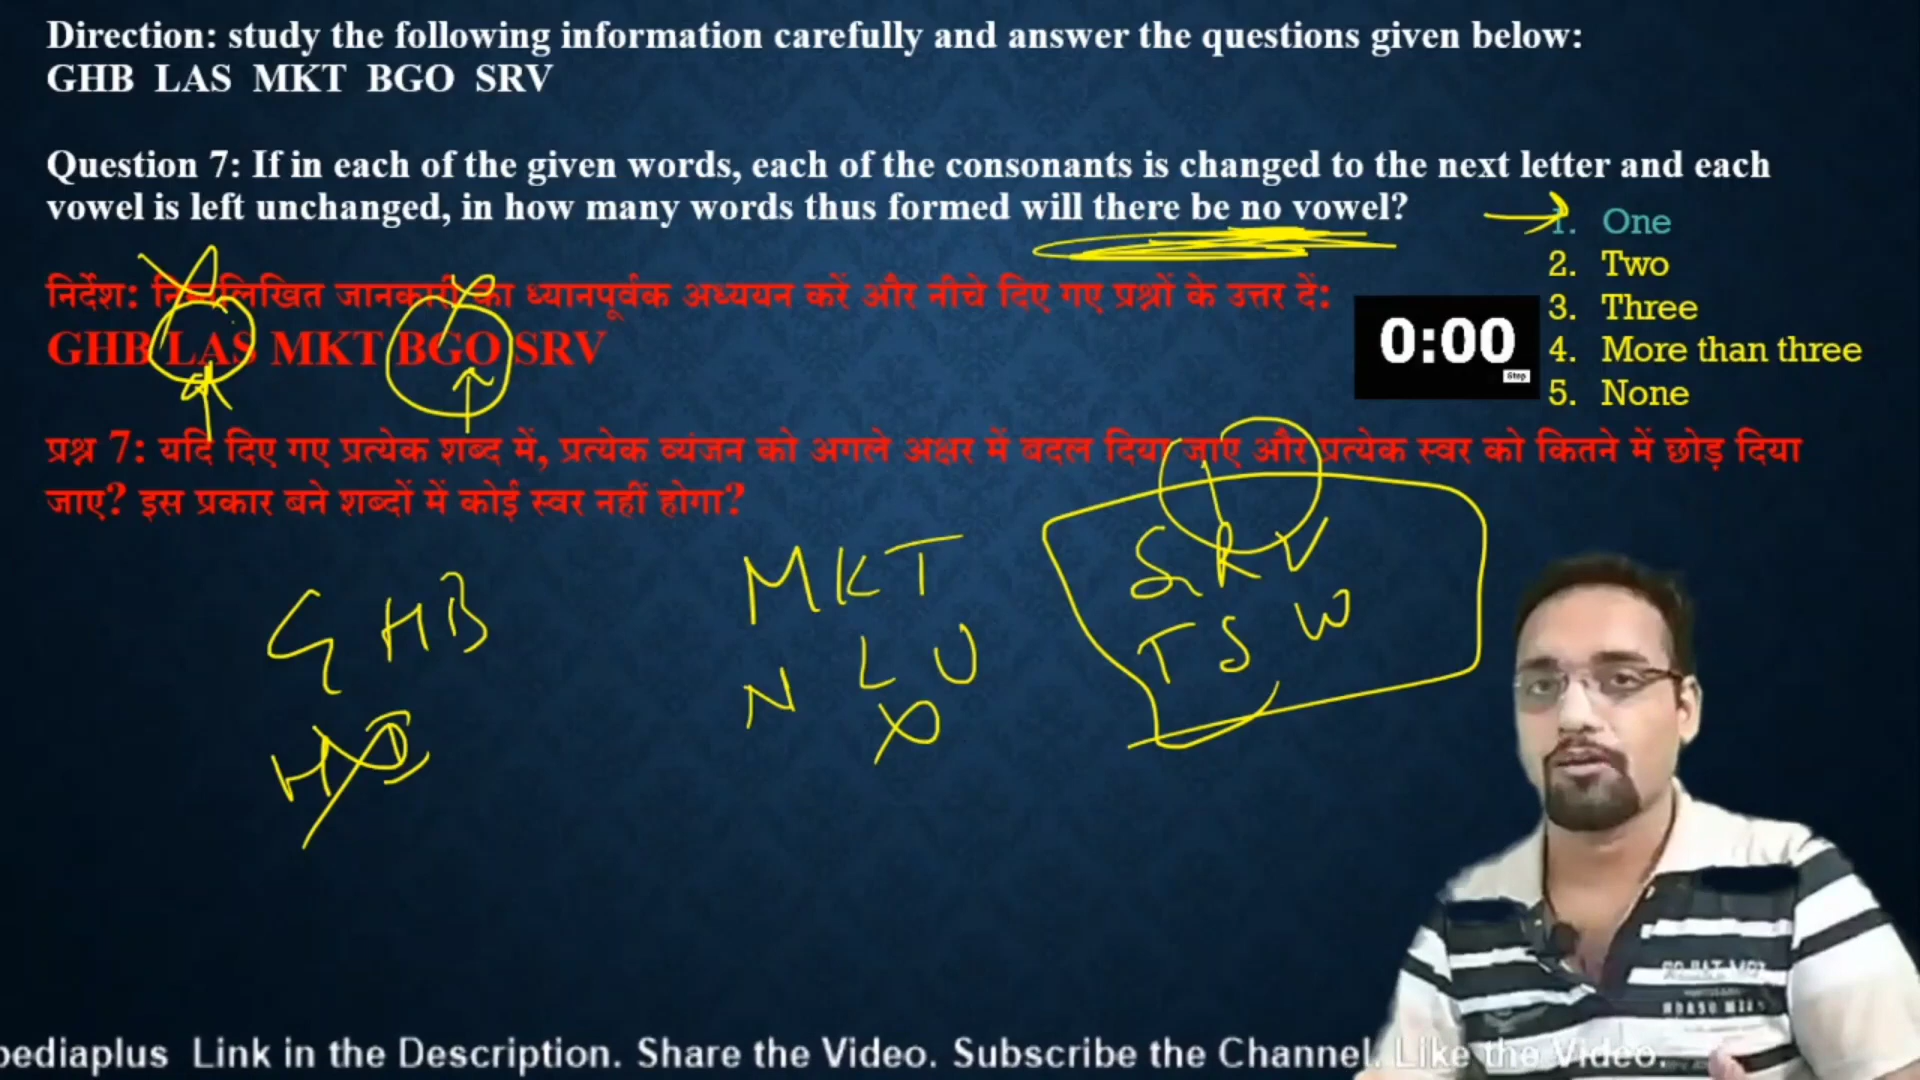 Direction: study the following information carefully and answer the questions given below:
GHB LAS MKT BGO SRV
Question 7: If in each of the given words, each of the consonants is changed to the next letter and each
vowel is left unchanged, in how many words thus formed will there be no vowel?
1. One
2. Two
3. Three
4. More than three
5. None
0:00
Stop
निर्देश: निम्नलिखित जानकारी का ध्यानपूर्वक अध्ययन करें और नीचे दिए गए प्रश्नों के उत्तर दें:
GHB LAS MKT BGO SRV
प्रश्न 7: यदि दिए गए प्रत्येक शब्द में, प्रत्येक व्यंजन को अगले अक्षर में बदल दिया जाए और प्रत्येक स्वर को कितने में छोड़ दिया
जाए? इस प्रकार बने शब्दों में कोई स्वर नहीं होगा?
GHB
MKT
NLU
SRV
TSW
pediaplus Link in the Description. Share the Video. Subscribe the Channel. Like the Video.